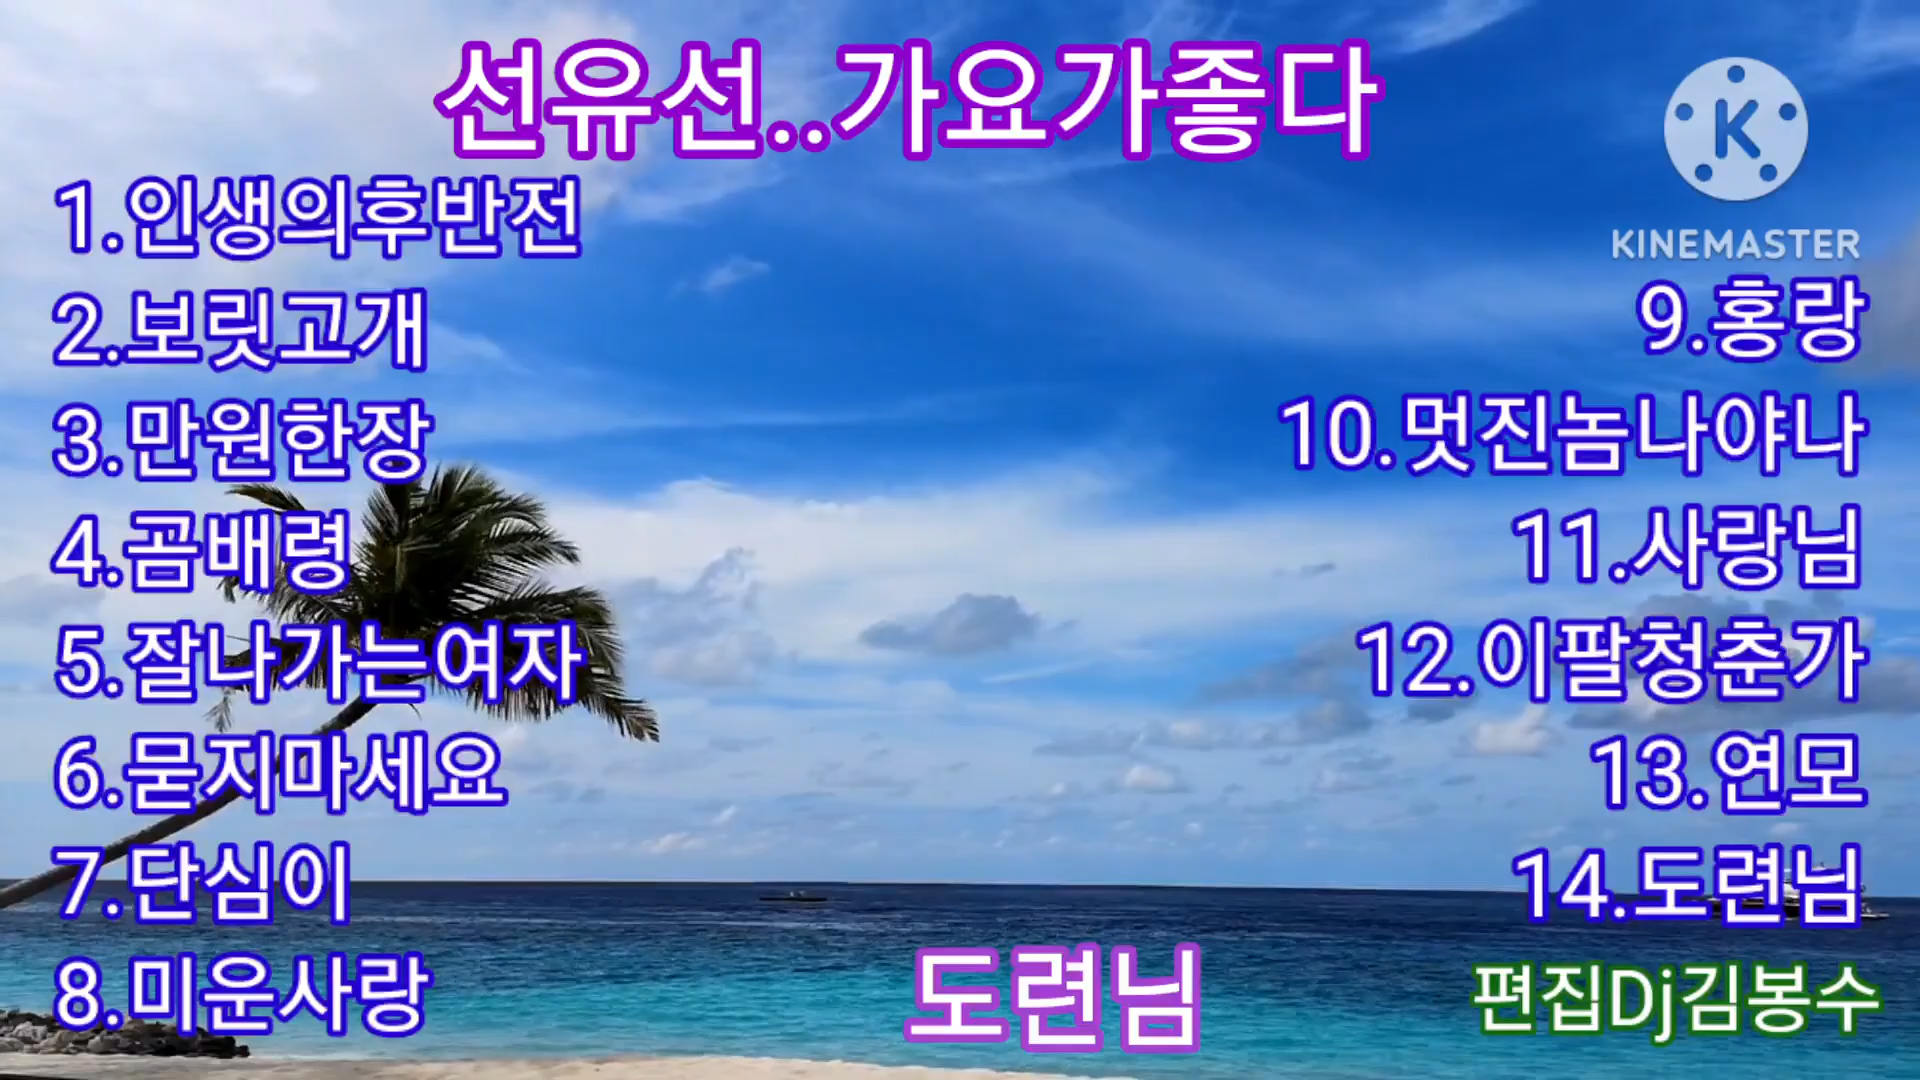 선유선..가요가좋다
KINEMASTER
1.인생의후반전
2.보릿고개
3.만원한장
4.곰배령
5.잘나가는여자
6.묻지마세요
7.단심이
8.미운사랑
9.홍랑
10.멋진놈나야나
11.사랑님
12.이팔청춘가
13.연모
14.도련님
도련님
편집Dj김봉수